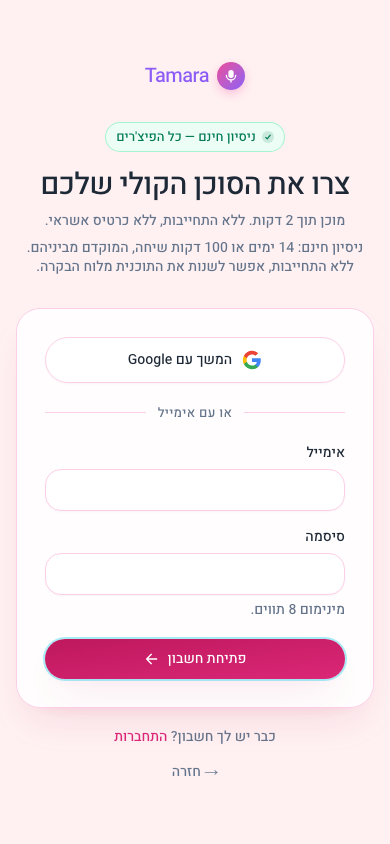 Tamara
ניסיון חינם — כל הפיצ'רים
צרו את הסוכן הקולי שלכם
מוכן תוך 2 דקות. ללא התחייבות, ללא כרטיס אשראי.
ניסיון חינם: 14 ימים או 100 דקות שיחה, המוקדם מביניהם.
ללא התחייבות, אפשר לשנות את התוכנית מלוח הבקרה.
המשך עם Google
או עם אימייל
אימייל
סיסמה
מינימום 8 תווים.
פתיחת חשבון ←
כבר יש לך חשבון? התחברות
→ חזרה